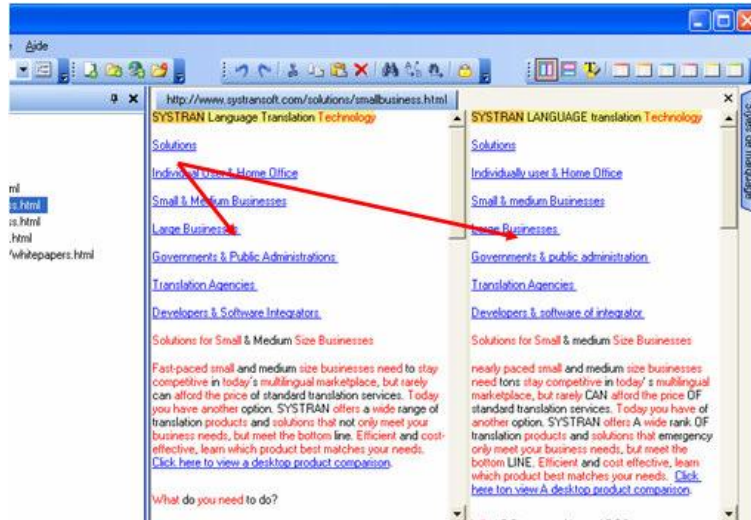 Aide
http://www.systransoft.com/solutions/smallbusiness.html
SYSTRAN Language Translation Technology
Solutions
Individual User & Home Office
Small & Medium Businesses
Large Businesses
Governments & Public Administrations
Translation Agencies
Developers & Software Integrators
Solutions for Small & Medium Size Businesses
Fast-paced small and medium size businesses need to stay
competitive in today's multilingual marketplace, but rarely
can afford the price of standard translation services. Today
you have another option. SYSTRAN offers a wide range of
translation products and solutions that not only meet your
business needs, but meet the bottom line. Efficient and cost-
effective, learn which product best matches your needs.
Click here to view a desktop product comparison.
What do you need to do?
SYSTRAN LANGUAGE translation Technology
Solutions
Individually user & Home Office
Small & medium Businesses
Large Businesses
Governments & public administration
Translation Agencies
Developers & software of integrator
Solutions for Small & medium Size Businesses
nearly paced small and medium size businesses
need tons stay competitive in today' s multilingual
marketplace, but rarely CAN afford the price OF
standard translation services. Today you have of
another option. SYSTRAN offers A wide rank OF
translation products and solutions that emergency
only meet your business needs, but meet the
bottom LINE. Efficient and cost effective, learn
which product best matches your needs. Click
here ton view A desktop product comparison.
ml
ss.html
s.html
.html
/whitepapers.html
Styles de marquage